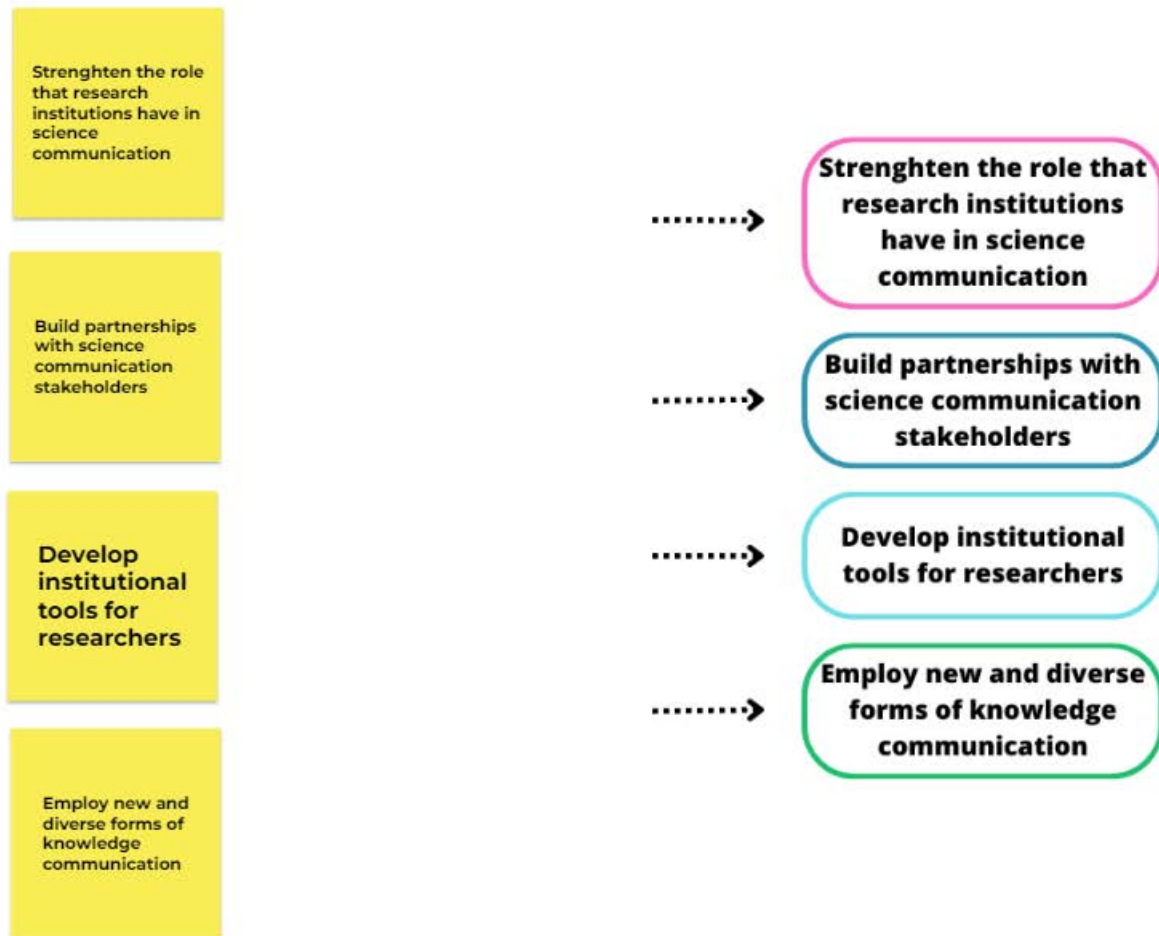 Strenghten the role
that research
institutions have in
science
communication
Build partnerships
with science
communication
stakeholders
Develop
institutional
tools for
researchers
Employ new and
diverse forms of
knowledge
communication
Strenghten the role that
research institutions
have in science
communication
Build partnerships with
science communication
stakeholders
Develop institutional
tools for researchers
Employ new and diverse
forms of knowledge
communication